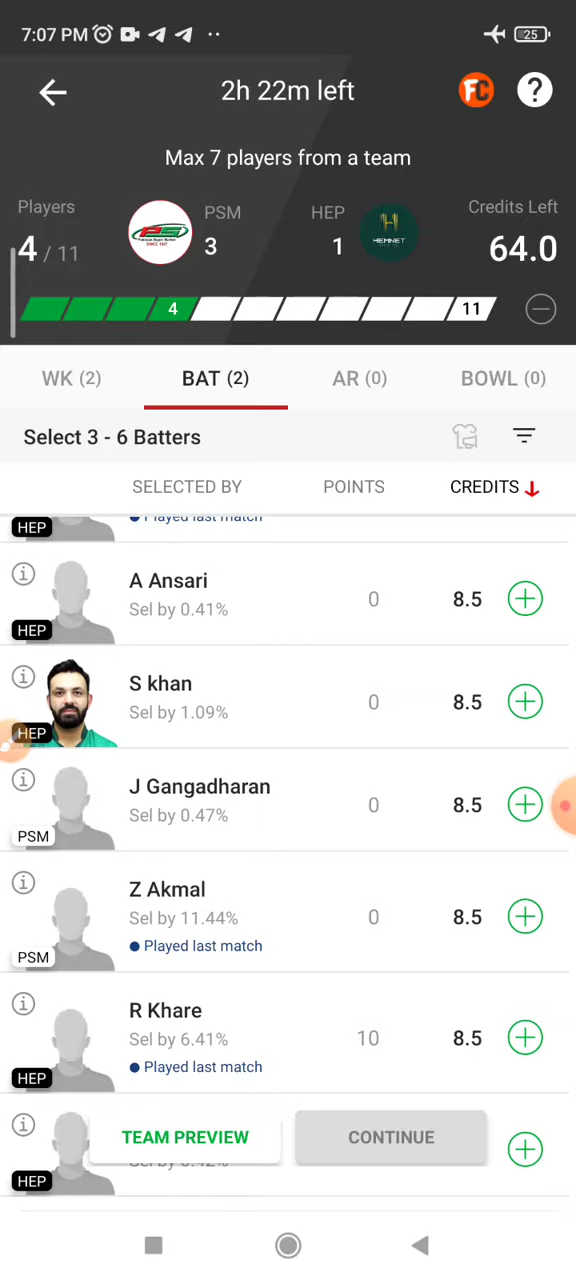 7:07 PM
25
2h 22m left
FC
?
Max 7 players from a team
Players
PSM
HEP
Credits Left
4 / 11
3
1
64.0
HEMNET
4
11
WK (2)
BAT (2)
AR (0)
BOWL (0)
Select 3 - 6 Batters
SELECTED BY
POINTS
CREDITS
Played last match
HEP
A Ansari
Sel by 0.41%
0
8.5
HEP
S khan
Sel by 1.09%
0
8.5
HEP
J Gangadharan
Sel by 0.47%
0
8.5
PSM
Z Akmal
Sel by 11.44%
Played last match
0
8.5
PSM
R Khare
Sel by 6.41%
Played last match
10
8.5
HEP
TEAM PREVIEW
CONTINUE
HEP